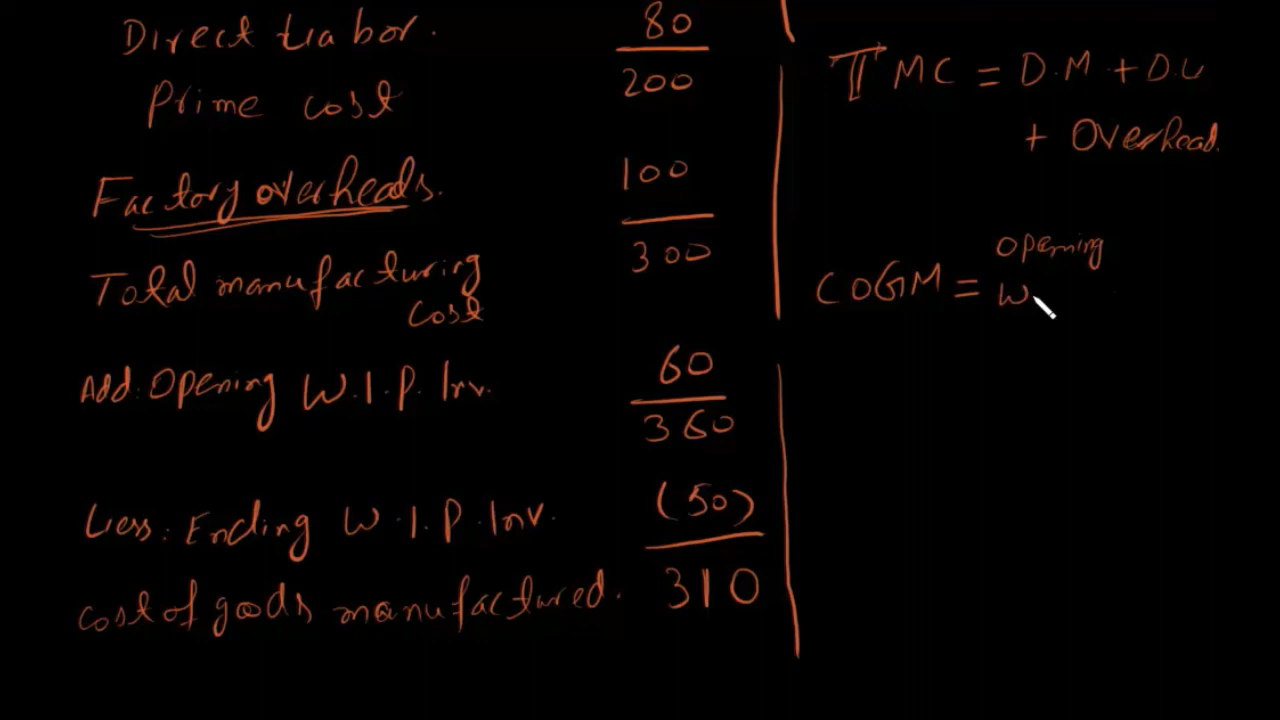 Direct Labor. 80
Prime cost 200
Factory overheads. 100
Total manufacturing 300
cost
Add: Opening W.I.P. Inv. 60
360
Less: Ending W.I.P. Inv. (50)
cost of goods manufactured. 310
TMC = D.M + D.L
+ Overhead.
COGM = opening
W